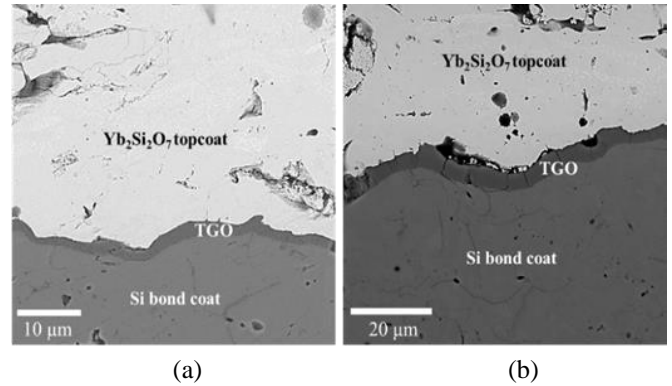 Yb₂Si₂O₇ topcoat
TGO
Si bond coat
10 μm
Yb₂Si₂O₇ topcoat
TGO
Si bond coat
20 μm
(a)
(b)